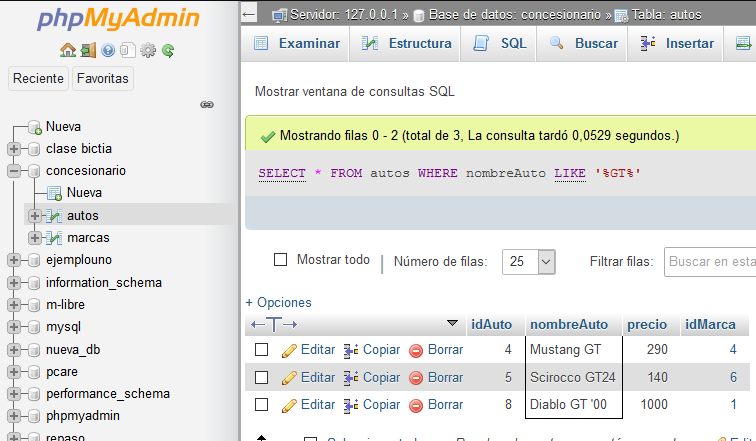 phpMyAdmin
Reciente Favoritas
Nueva
clase bictia
concesionario
Nueva
autos
marcas
ejemplouno
information_schema
m-libre
mysql
nueva_db
pcare
performance_schema
phpmyadmin
repaso
Servidor: 127.0.0.1 » Base de datos: concesionario » Tabla: autos
Examinar Estructura SQL Buscar Insertar
Mostrar ventana de consultas SQL
Mostrando filas 0 - 2 (total de 3, La consulta tardó 0,0529 segundos.)
SELECT * FROM autos WHERE nombreAuto LIKE '%GT%'
Mostrar todo | Número de filas: 25 Filtrar filas: Buscar en esta
+ Opciones
←T→ idAuto nombreAuto precio idMarca
Editar Copiar Borrar 4 Mustang GT 290 4
Editar Copiar Borrar 5 Scirocco GT24 140 6
Editar Copiar Borrar 8 Diablo GT '00 1000 1